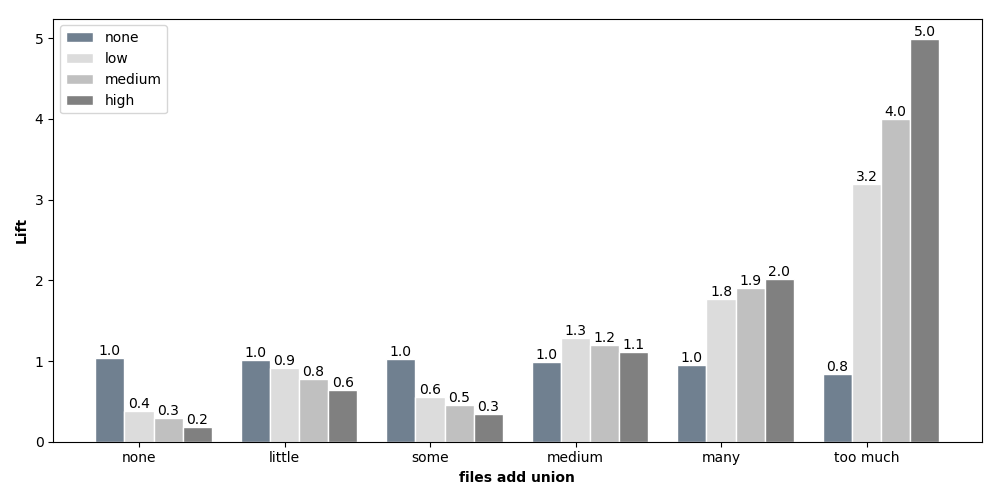 none
low
medium
high
Lift
5
4
3
2
1
0
1.0 0.4 0.3 0.2
1.0 0.9 0.8 0.6
1.0 0.6 0.5 0.3
1.0 1.3 1.2 1.1
1.0 1.8 1.9 2.0
0.8 3.2 4.0 5.0
none little some medium many too much
files add union